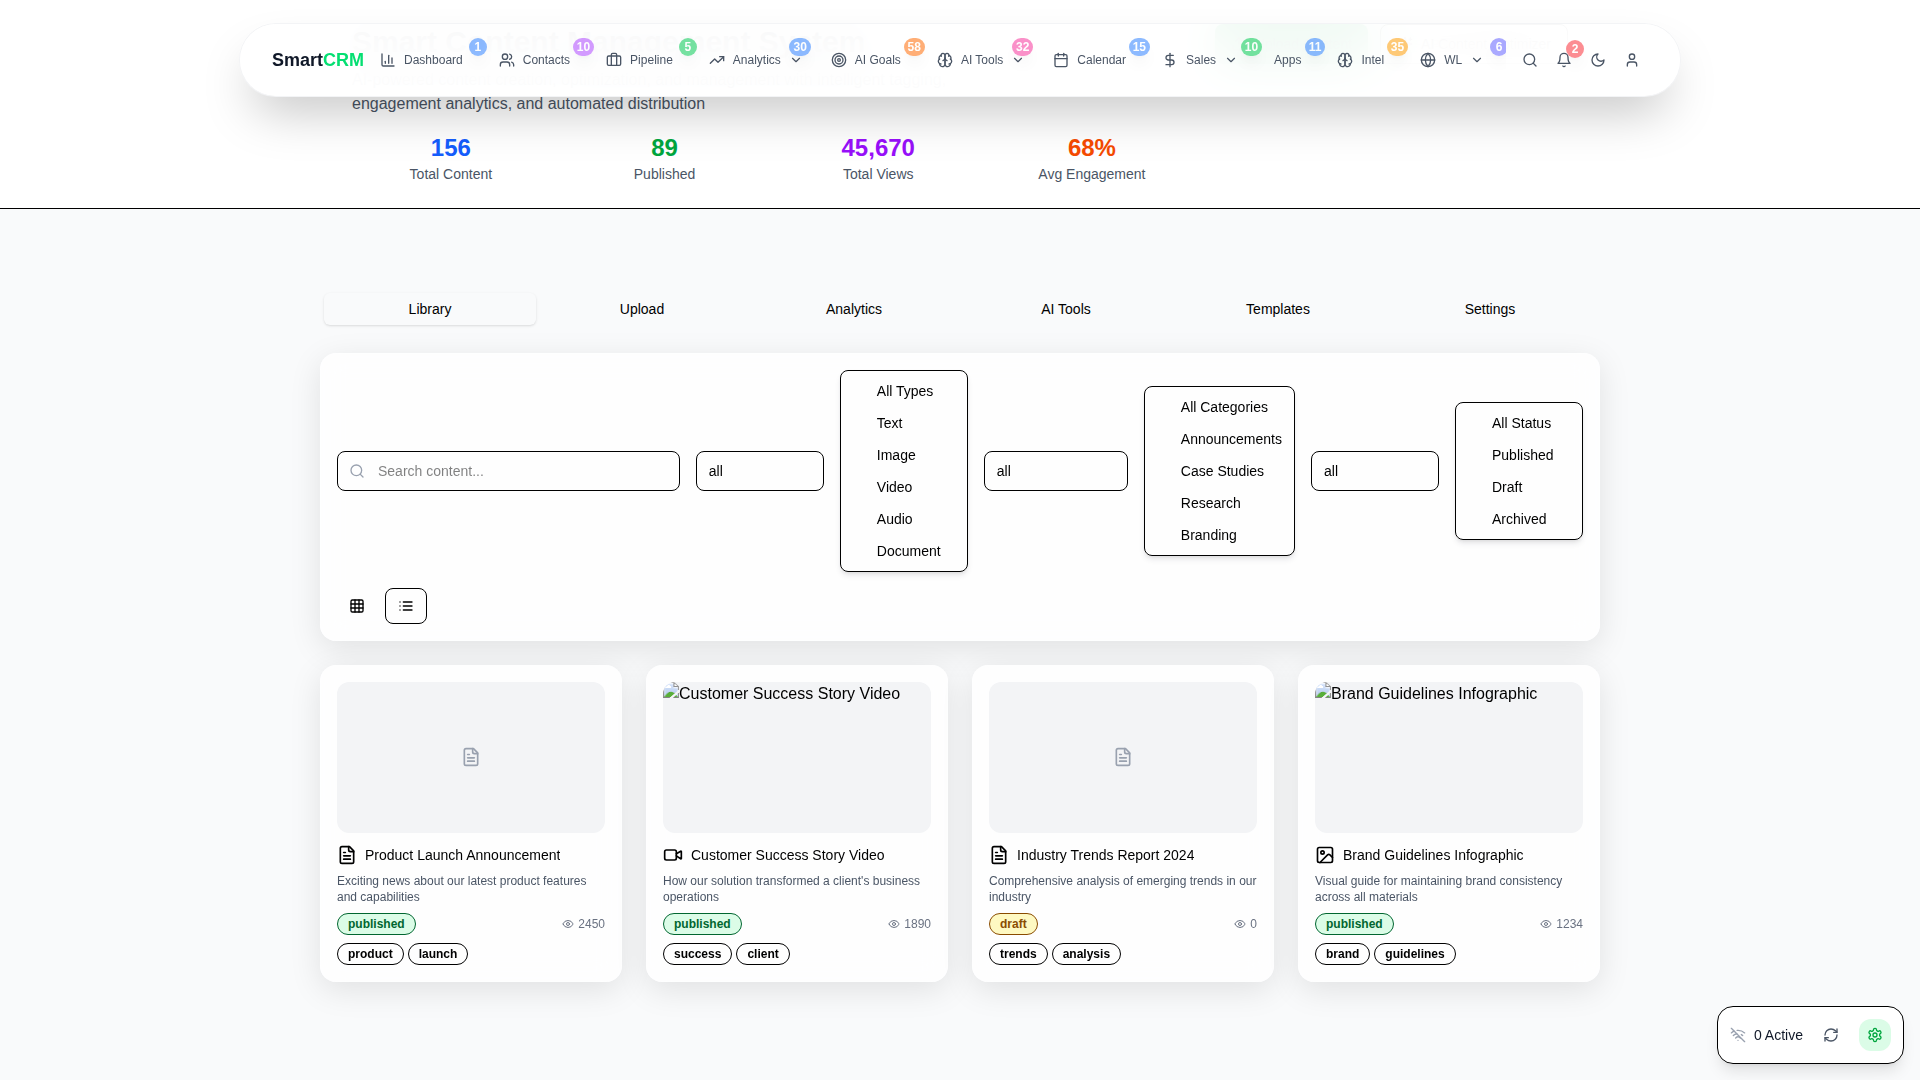 SmartCRM
Dashboard 1
Contacts 10
Pipeline 5
Analytics 30
AI Goals 58
AI Tools 32
Calendar 15
Sales 10
Apps 11
Intel 35
WL 6
2
Smart Content Management System
engagement analytics, and automated distribution
156 89 45,670 68%
Total Content Published Total Views Avg Engagement
Library Upload Analytics AI Tools Templates Settings
Search content...
all
All Types
Text
Image
Video
Audio
Document
all
All Categories
Announcements
Case Studies
Research
Branding
all
All Status
Published
Draft
Archived
Product Launch Announcement
Exciting news about our latest product features
and capabilities
published 2450
product launch
Customer Success Story Video
Customer Success Story Video
How our solution transformed a client's business
operations
published 1890
success client
Industry Trends Report 2024
Comprehensive analysis of emerging trends in our
industry
draft 0
trends analysis
Brand Guidelines Infographic
Brand Guidelines Infographic
Visual guide for maintaining brand consistency
across all materials
published 1234
brand guidelines
0 Active